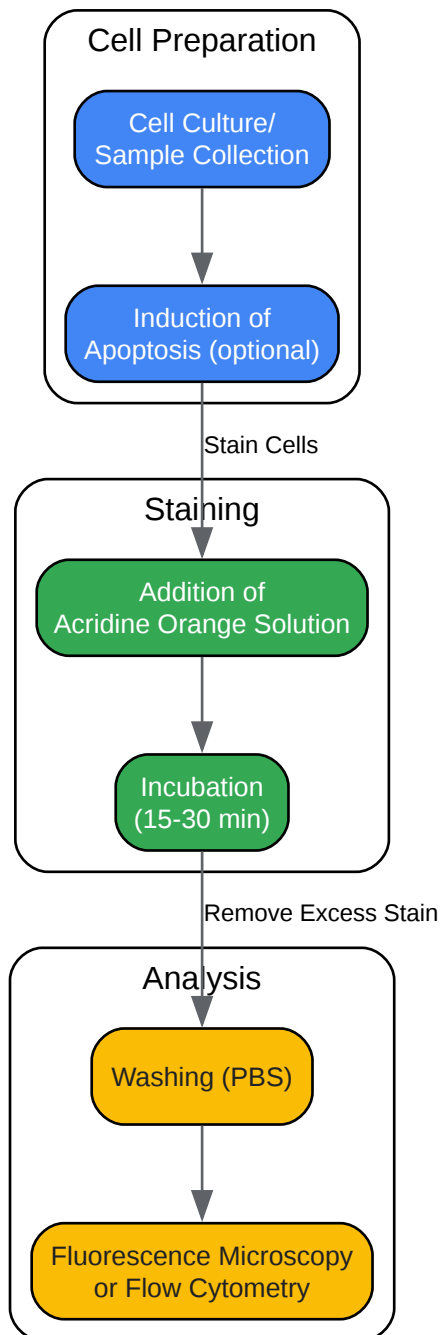 Cell Preparation
Cell Culture/
Sample Collection
Induction of
Apoptosis (optional)
Stain Cells
Staining
Addition of
Acridine Orange Solution
Incubation
(15-30 min)
Remove Excess Stain
Analysis
Washing (PBS)
Fluorescence Microscopy
or Flow Cytometry